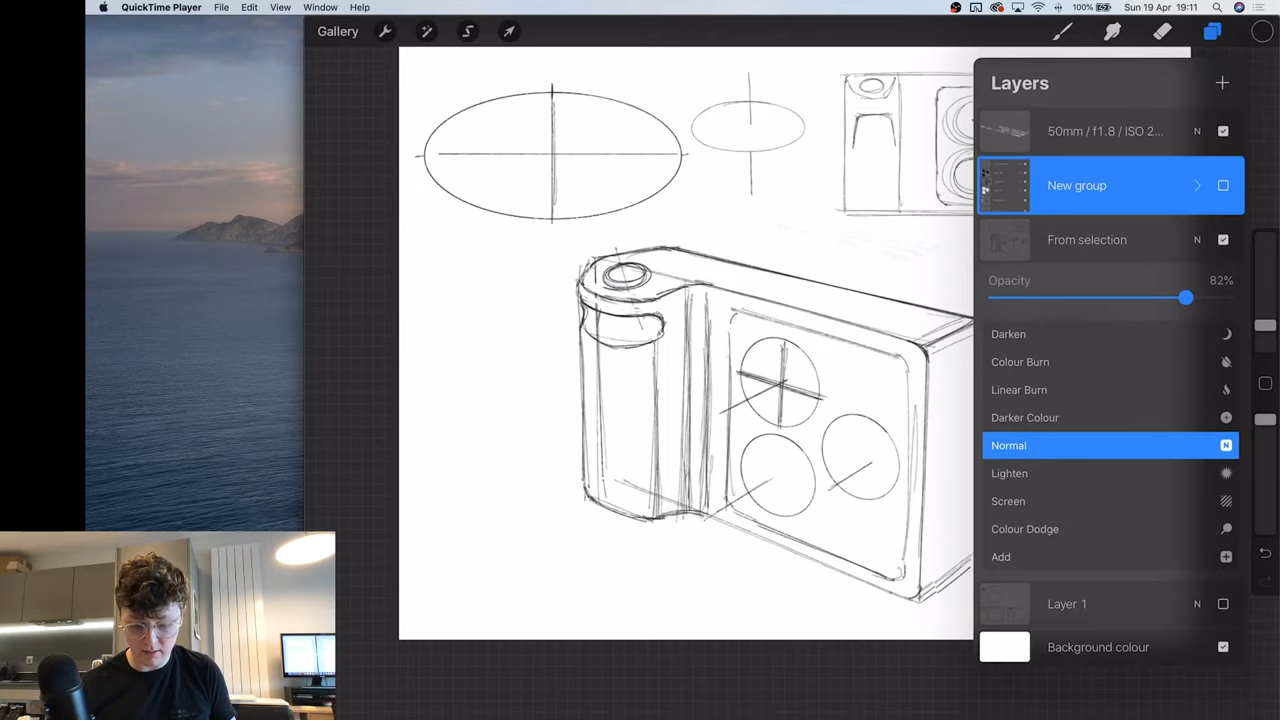 QuickTime Player File Edit View Window Help 100% Sun 19 Apr 19:11
Gallery
Layers
50mm / f1.8 / ISO 2... N
New group
From selection N
Opacity 82%
Darken
Colour Burn
Linear Burn
Darker Colour
Normal N
Lighten
Screen
Colour Dodge
Add
Layer 1 N
Background colour